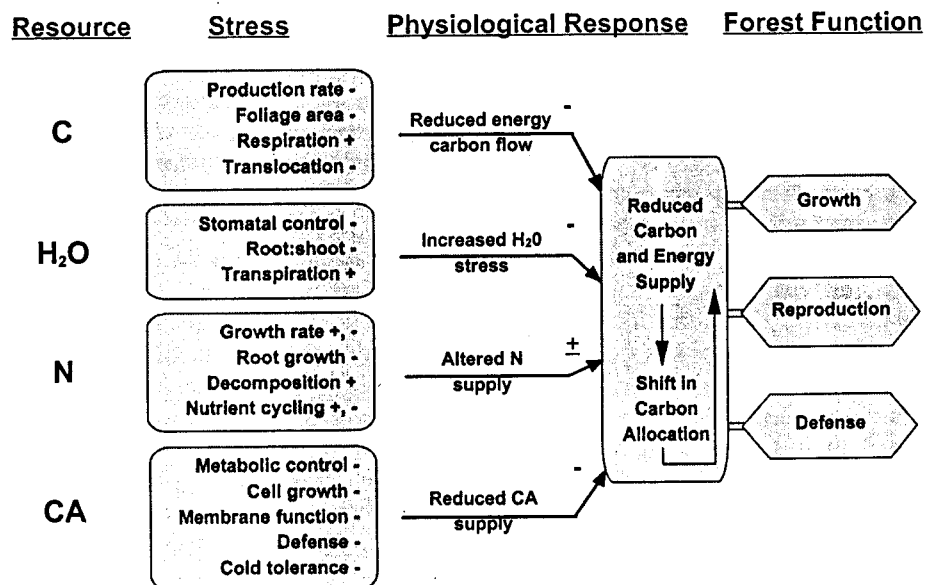 Resource
Stress
Physiological Response
Forest Function
C
Production rate -
Foliage area -
Respiration +
Translocation -
Reduced energy
carbon flow
-
H₂O
Stomatal control -
Root:shoot -
Transpiration +
Increased H₂0
stress
-
N
Growth rate +, -
Root growth -
Decomposition +
Nutrient cycling +, -
Altered N
supply
±
CA
Metabolic control -
Cell growth -
Membrane function -
Defense -
Cold tolerance -
Reduced CA
supply
-
Reduced
Carbon
and Energy
Supply
Shift in
Carbon
Allocation
Growth
Reproduction
Defense